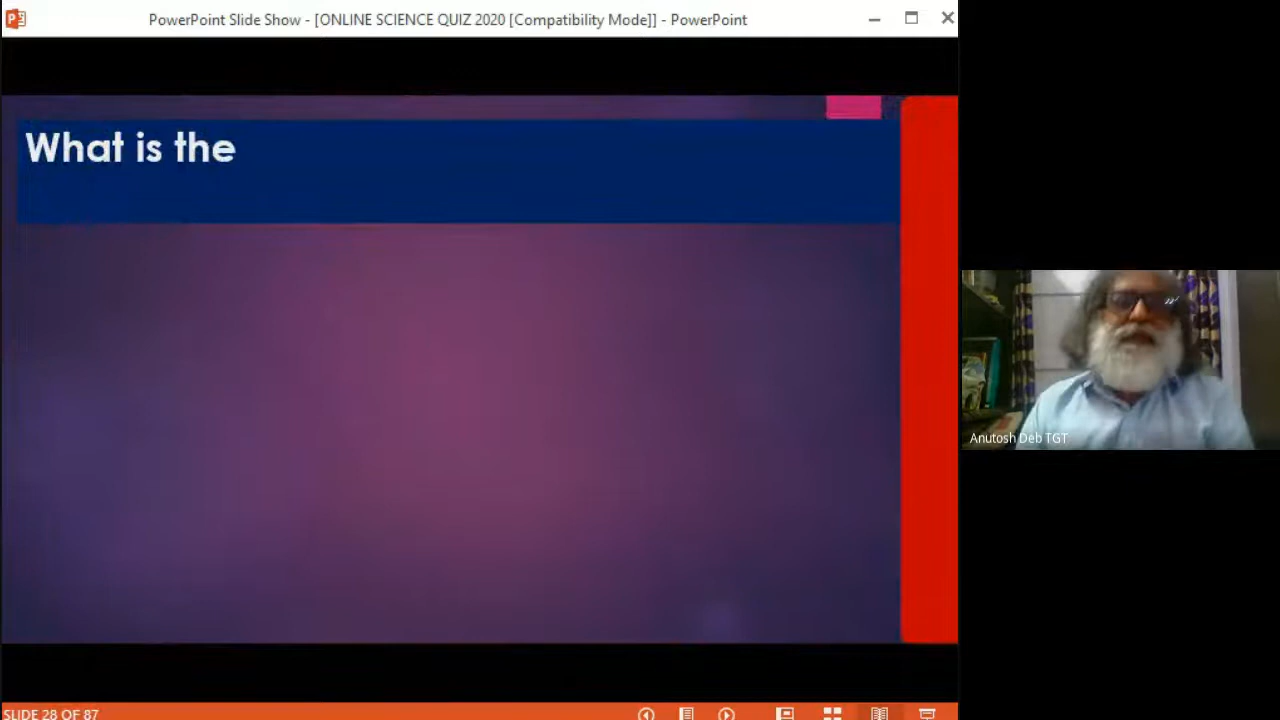 PowerPoint Slide Show - [ONLINE SCIENCE QUIZ 2020 [Compatibility Mode]] - PowerPoint
What is the
Anutosh Deb TGT
SLIDE 28 OF 87